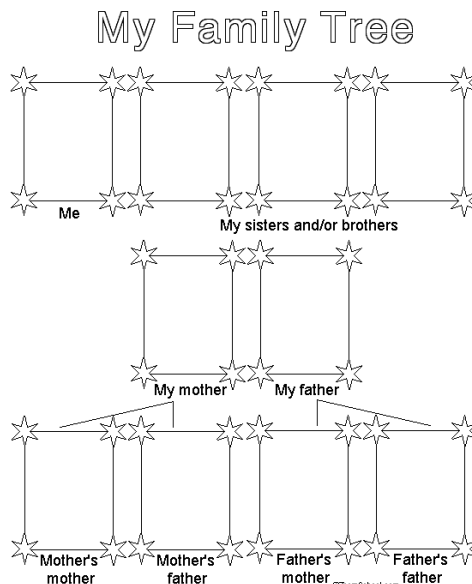 My Family Tree
Me
My sisters and/or brothers
My mother
My father
Mother's mother
Mother's father
Father's mother
Father's father